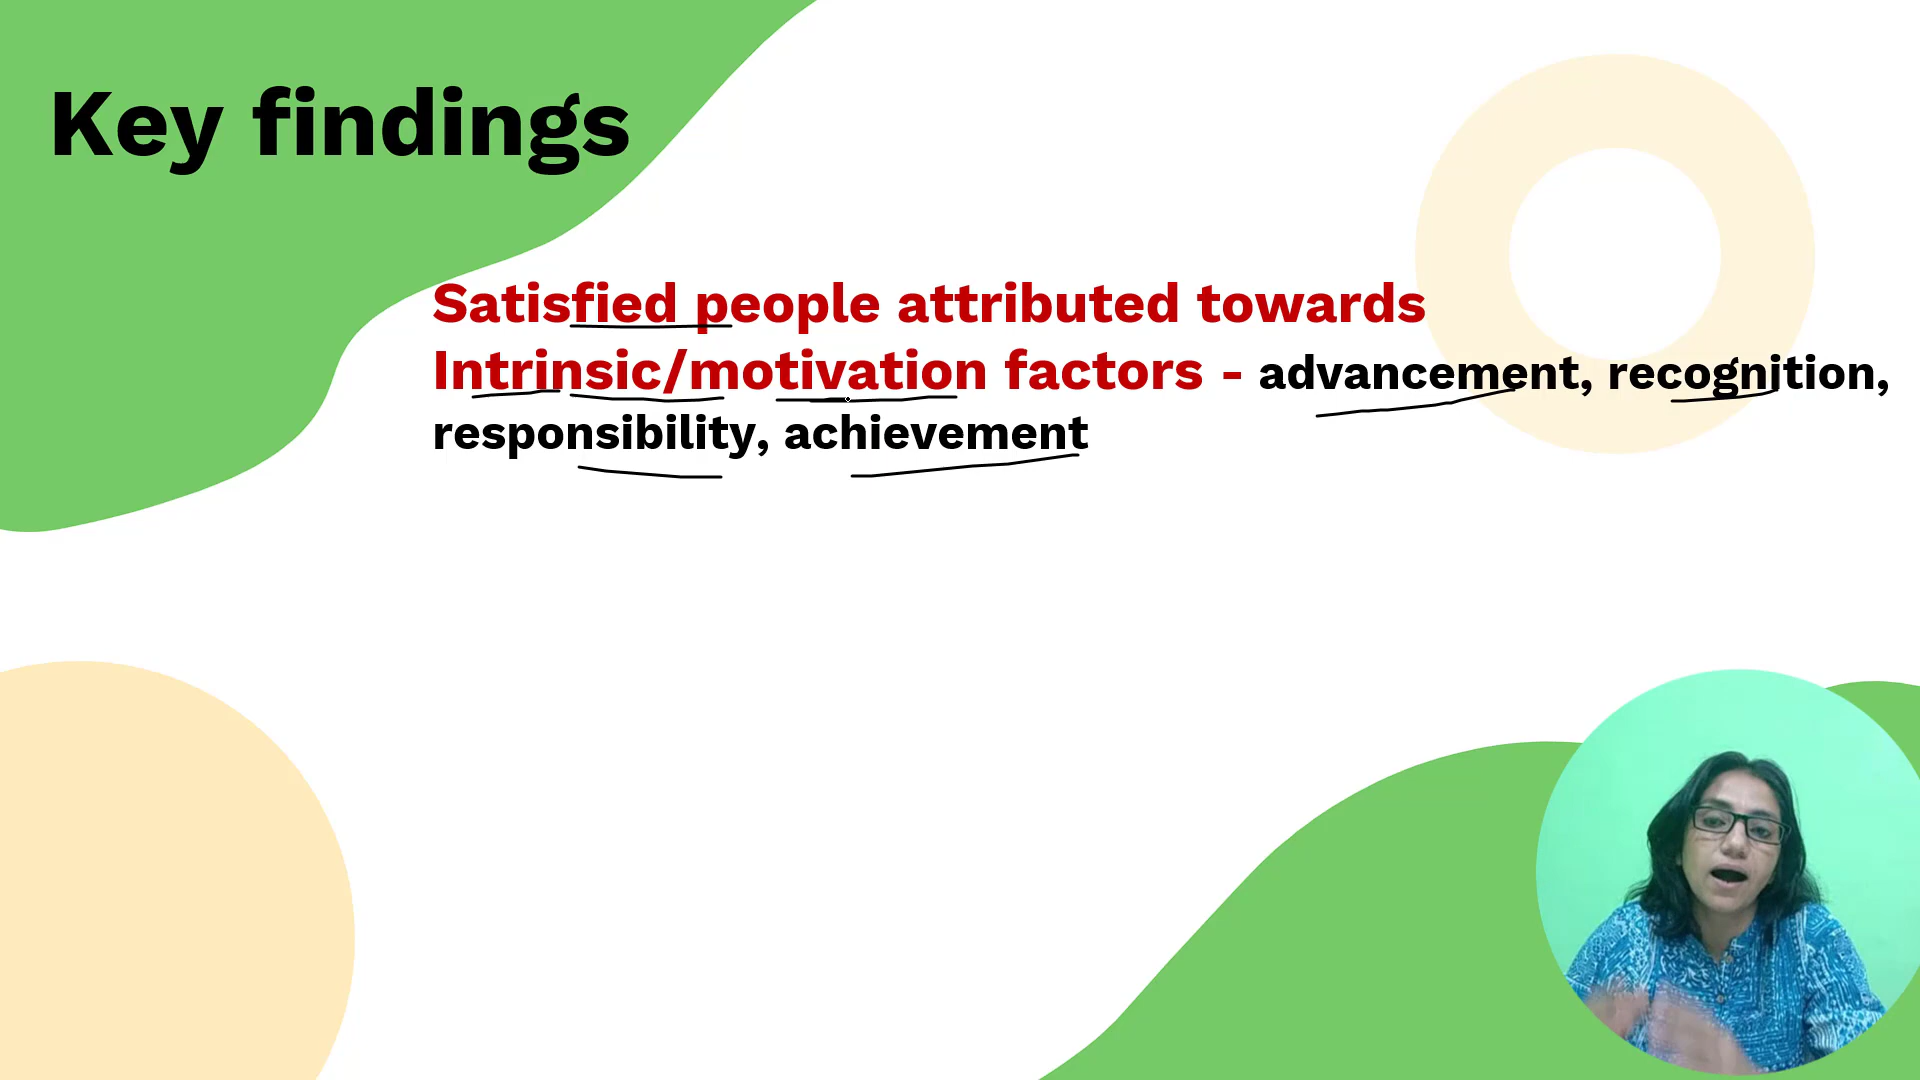 Key findings
Satisfied people attributed towards
Intrinsic/motivation factors - advancement, recognition,
responsibility, achievement